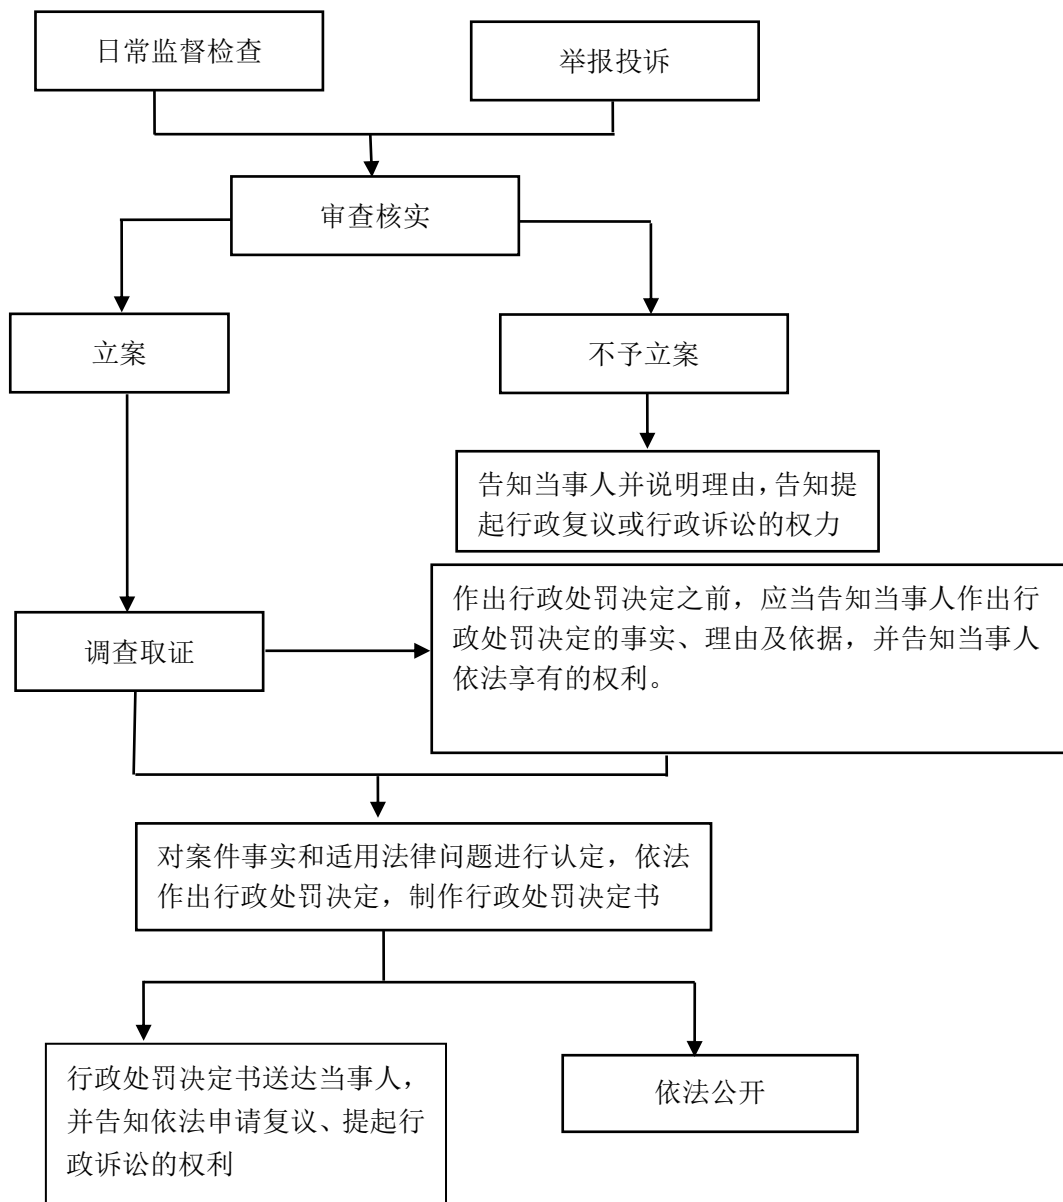 日常监督检查
举报投诉
审查核实
立案
不予立案
告知当事人并说明理由，告知提
起行政复议或行政诉讼的权力
作出行政处罚决定之前，应当告知当事人作出行
政处罚决定的事实、理由及依据，并告知当事人
依法享有的权利。
调查取证
对案件事实和适用法律问题进行认定，依法
作出行政处罚决定，制作行政处罚决定书
行政处罚决定书送达当事人，
并告知依法申请复议、提起行
政诉讼的权利
依法公开